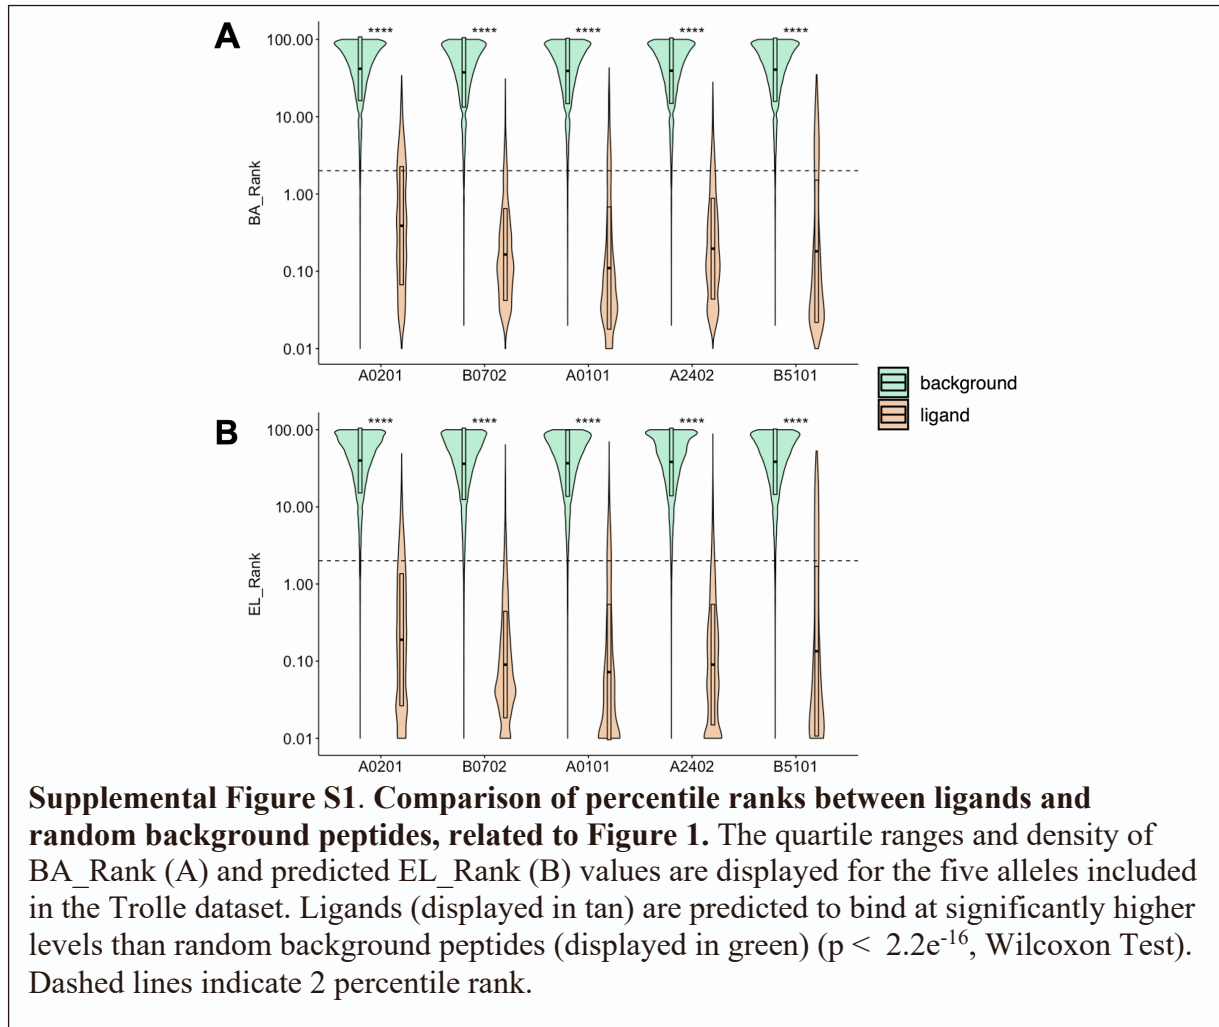 A
100.00
10.00
1.00
0.10
0.01
BA_Rank
**** **** **** **** ****
A0201 B0702 A0101 A2402 B5101
background
ligand
B
100.00
10.00
1.00
0.10
0.01
EL_Rank
**** **** **** **** ****
A0201 B0702 A0101 A2402 B5101
Supplemental Figure S1. Comparison of percentile ranks between ligands and
random background peptides, related to Figure 1. The quartile ranges and density of
BA_Rank (A) and predicted EL_Rank (B) values are displayed for the five alleles included
in the Trolle dataset. Ligands (displayed in tan) are predicted to bind at significantly higher
levels than random background peptides (displayed in green) (p < 2.2e-16, Wilcoxon Test).
Dashed lines indicate 2 percentile rank.